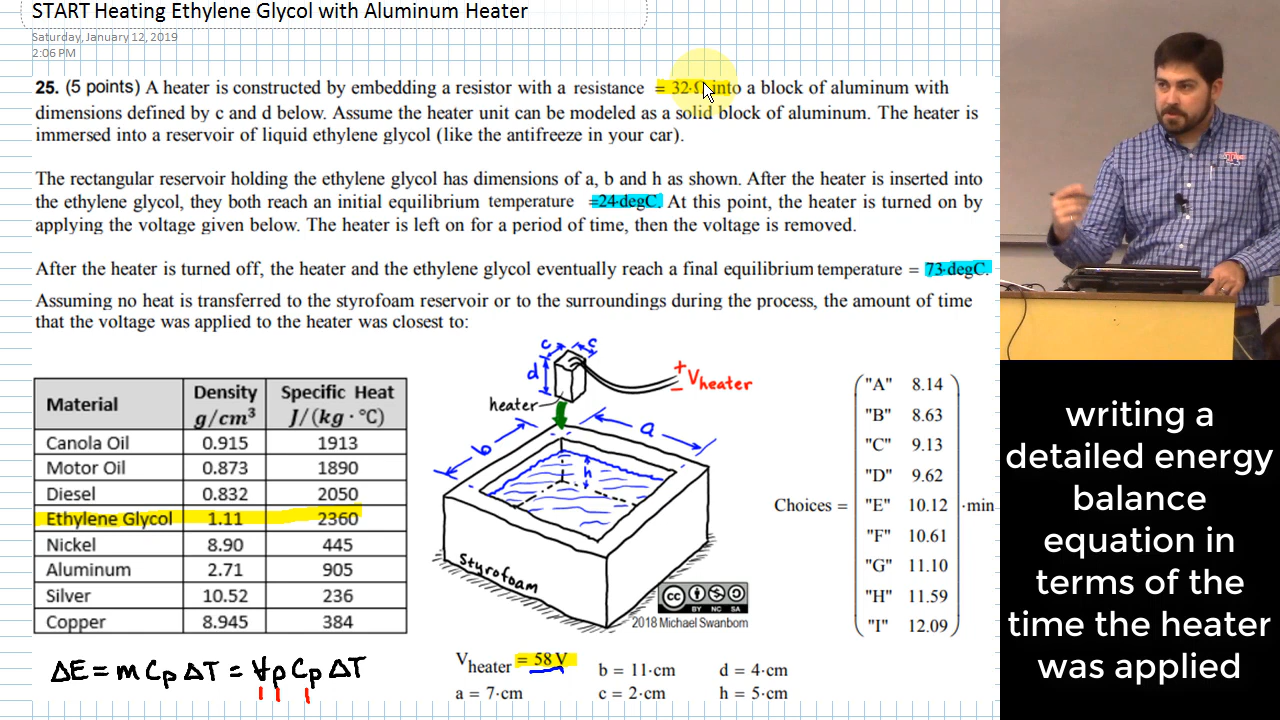 START Heating Ethylene Glycol with Aluminum Heater
Saturday, January 12, 2019
2:06 PM
25. (5 points) A heater is constructed by embedding a resistor with a resistance = 32·Ω into a block of aluminum with
dimensions defined by c and d below. Assume the heater unit can be modeled as a solid block of aluminum. The heater is
immersed into a reservoir of liquid ethylene glycol (like the antifreeze in your car).
The rectangular reservoir holding the ethylene glycol has dimensions of a, b and h as shown. After the heater is inserted into
the ethylene glycol, they both reach an initial equilibrium temperature =24·degC. At this point, the heater is turned on by
applying the voltage given below. The heater is left on for a period of time, then the voltage is removed.
After the heater is turned off, the heater and the ethylene glycol eventually reach a final equilibrium temperature = 73·degC.
Assuming no heat is transferred to the styrofoam reservoir or to the surroundings during the process, the amount of time
that the voltage was applied to the heater was closest to:
Material Density g/cm³ Specific Heat J/(kg·°C)
Canola Oil 0.915 1913
Motor Oil 0.873 1890
Diesel 0.832 2050
Ethylene Glycol 1.11 2360
Nickel 8.90 445
Aluminum 2.71 905
Silver 10.52 236
Copper 8.945 384
ΔE = m Cp ΔT = V ρ Cp ΔT
c c
d
+
V heater
−
heater
a
b
h
Styrofoam
cc BY NC SA
2018 Michael Swanbom
V heater = 58 V
b = 11·cm
d = 4·cm
a = 7·cm
c = 2·cm
h = 5·cm
Choices =
"A" 8.14
"B" 8.63
"C" 9.13
"D" 9.62
"E" 10.12
"F" 10.61
"G" 11.10
"H" 11.59
"I" 12.09
·min
writing a
detailed energy
balance
equation in
terms of the
time the heater
was applied